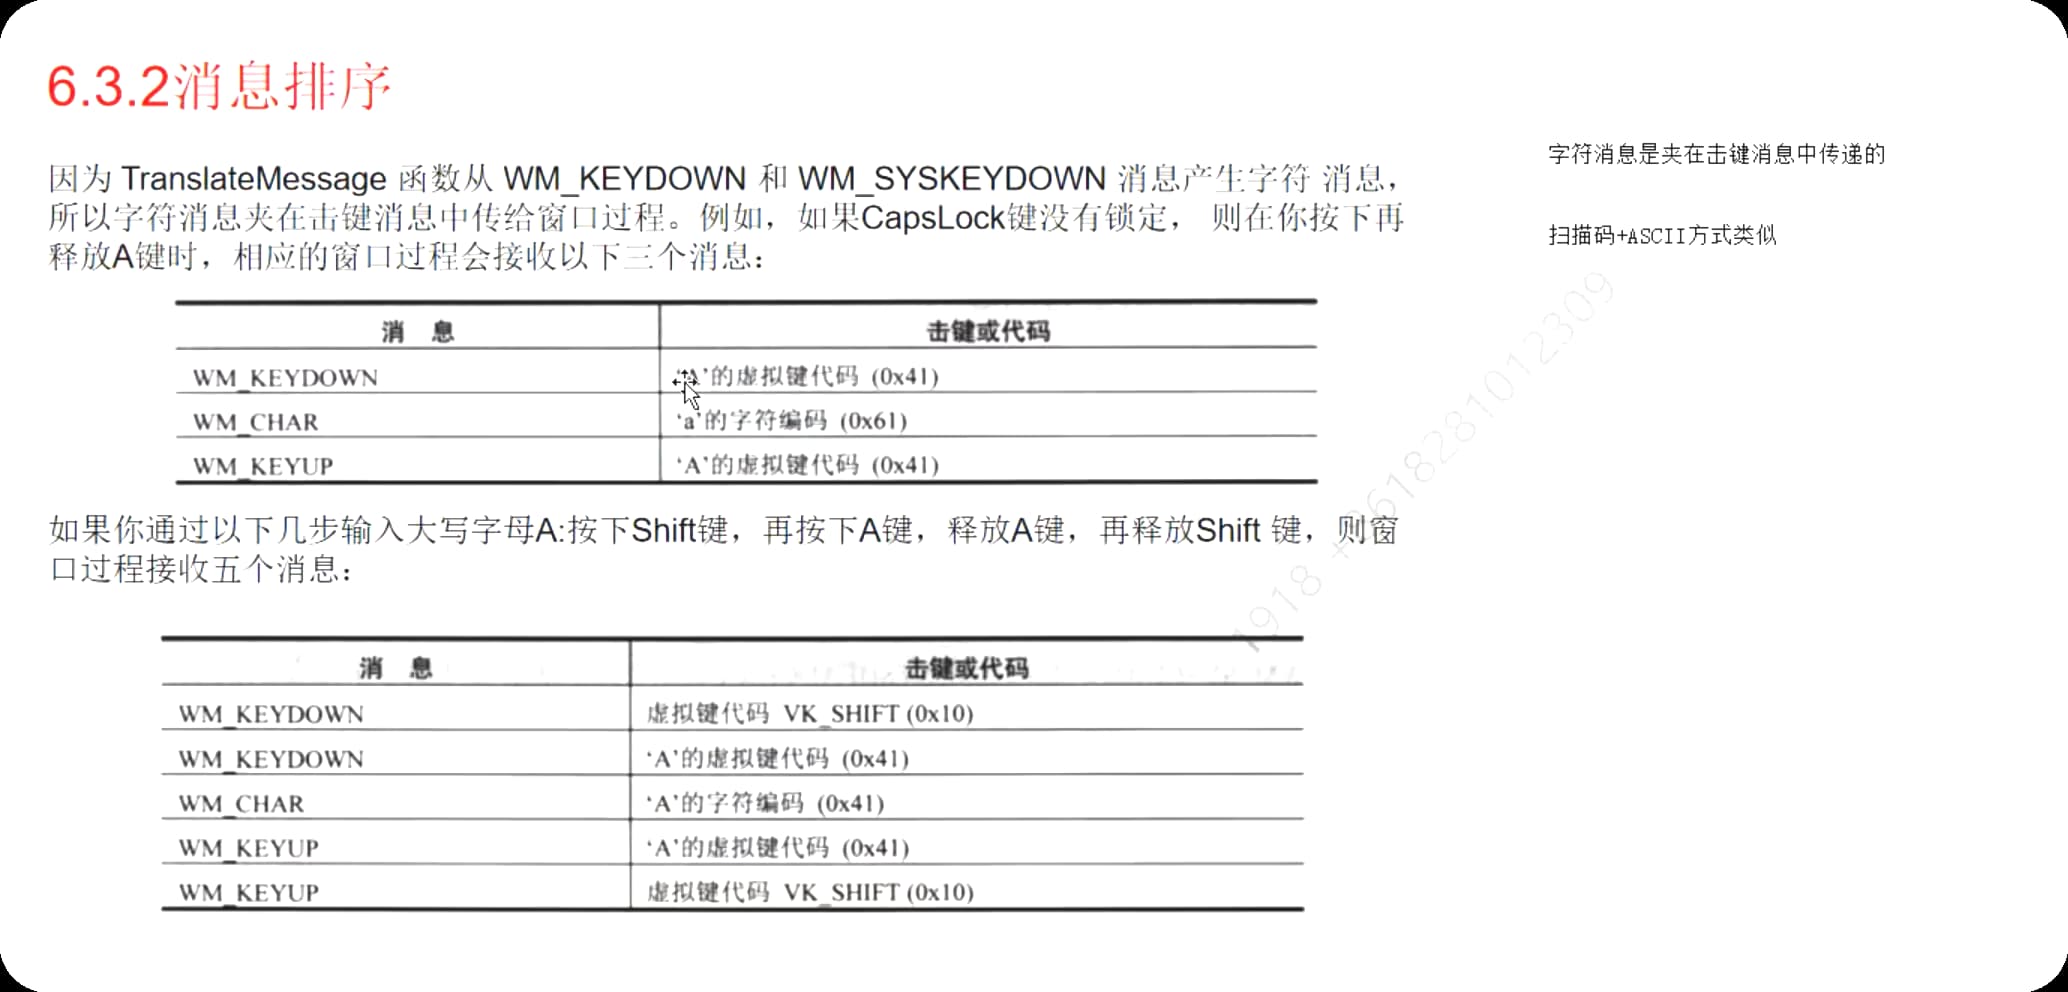 6.3.2消息排序
因为 TranslateMessage 函数从 WM_KEYDOWN 和 WM_SYSKEYDOWN 消息产生字符 消息，
所以字符消息夹在击键消息中传给窗口过程。例如，如果CapsLock键没有锁定， 则在你按下再
释放A键时，相应的窗口过程会接收以下三个消息：
消 息 击键或代码
WM_KEYDOWN ‘A’的虚拟键代码 (0x41)
WM_CHAR ‘a’的字符编码 (0x61)
WM_KEYUP ‘A’的虚拟键代码 (0x41)
如果你通过以下几步输入大写字母A:按下Shift键，再按下A键，释放A键，再释放Shift 键，则窗
口过程接收五个消息：
消 息 击键或代码
WM_KEYDOWN 虚拟键代码 VK_SHIFT (0x10)
WM_KEYDOWN ‘A’的虚拟键代码 (0x41)
WM_CHAR ‘A’的字符编码 (0x41)
WM_KEYUP ‘A’的虚拟键代码 (0x41)
WM_KEYUP 虚拟键代码 VK_SHIFT (0x10)
字符消息是夹在击键消息中传递的
扫描码+ASCII方式类似
1918 +8618281012309